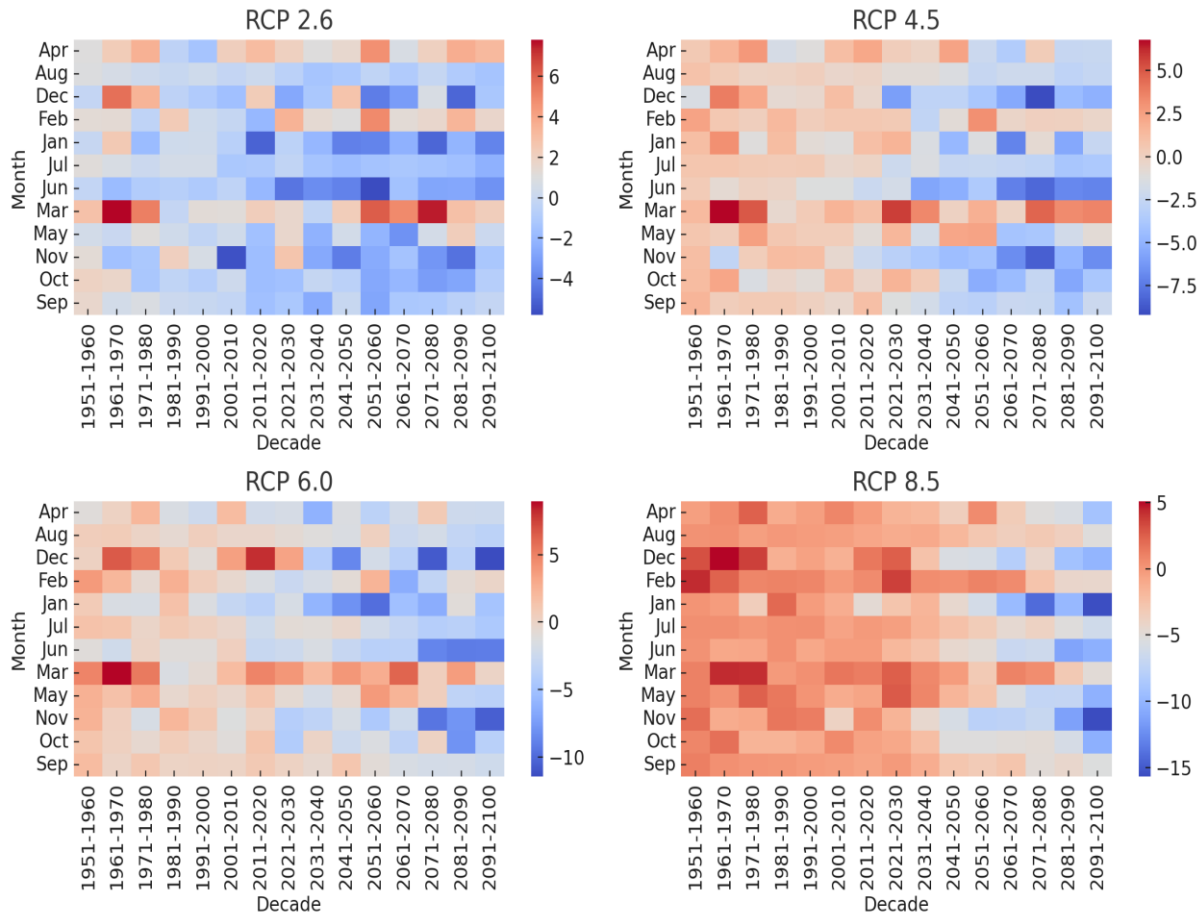 RCP 2.6
Month
Apr
Aug
Dec
Feb
Jan
Jul
Jun
Mar
May
Nov
Oct
Sep
1951-1960
1961-1970
1971-1980
1981-1990
1991-2000
2001-2010
2011-2020
2021-2030
2031-2040
2041-2050
2051-2060
2061-2070
2071-2080
2081-2090
2091-2100
Decade
6
4
2
0
−2
−4
RCP 4.5
Month
Apr
Aug
Dec
Feb
Jan
Jul
Jun
Mar
May
Nov
Oct
Sep
1951-1960
1961-1970
1971-1980
1981-1990
1991-2000
2001-2010
2011-2020
2021-2030
2031-2040
2041-2050
2051-2060
2061-2070
2071-2080
2081-2090
2091-2100
Decade
5.0
2.5
0.0
−2.5
−5.0
−7.5
RCP 6.0
Month
Apr
Aug
Dec
Feb
Jan
Jul
Jun
Mar
May
Nov
Oct
Sep
1951-1960
1961-1970
1971-1980
1981-1990
1991-2000
2001-2010
2011-2020
2021-2030
2031-2040
2041-2050
2051-2060
2061-2070
2071-2080
2081-2090
2091-2100
Decade
5
0
−5
−10
RCP 8.5
Month
Apr
Aug
Dec
Feb
Jan
Jul
Jun
Mar
May
Nov
Oct
Sep
1951-1960
1961-1970
1971-1980
1981-1990
1991-2000
2001-2010
2011-2020
2021-2030
2031-2040
2041-2050
2051-2060
2061-2070
2071-2080
2081-2090
2091-2100
Decade
5
0
−5
−10
−15